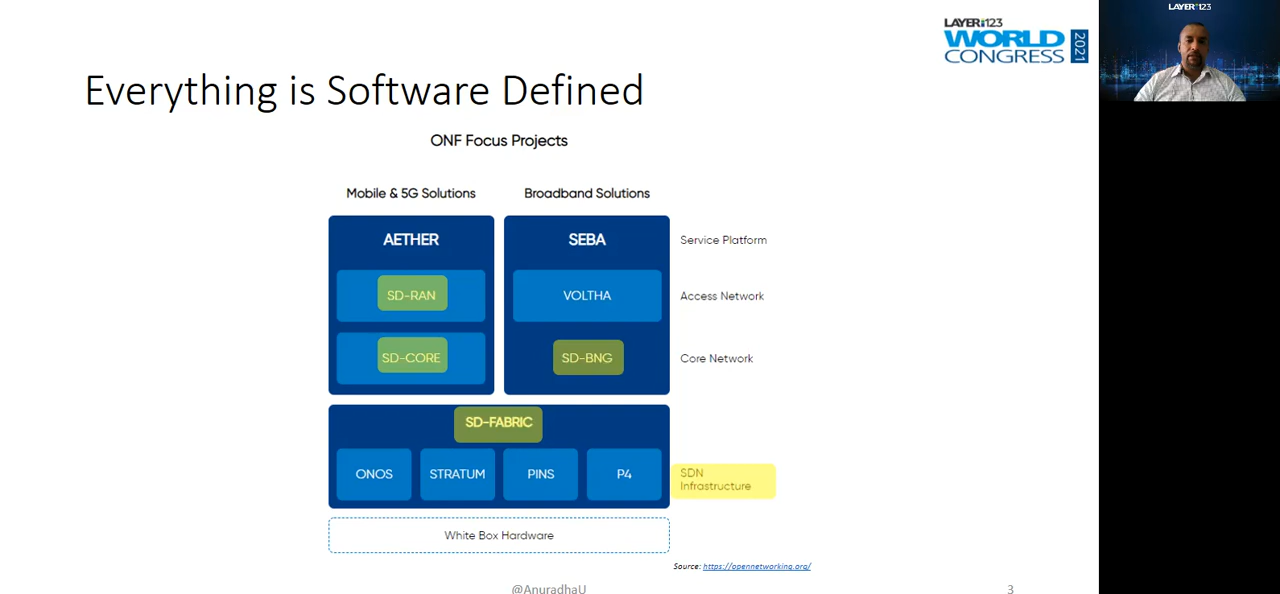 LAYER123
WORLD
CONGRESS
2021
LAYER123
Everything is Software Defined
ONF Focus Projects
Mobile & 5G Solutions
Broadband Solutions
AETHER
SEBA
Service Platform
SD-RAN
VOLTHA
Access Network
SD-CORE
SD-BNG
Core Network
SD-FABRIC
ONOS
STRATUM
PINS
P4
SDN
Infrastructure
White Box Hardware
Source: https://opennetworking.org/
@AnuradhaU
3